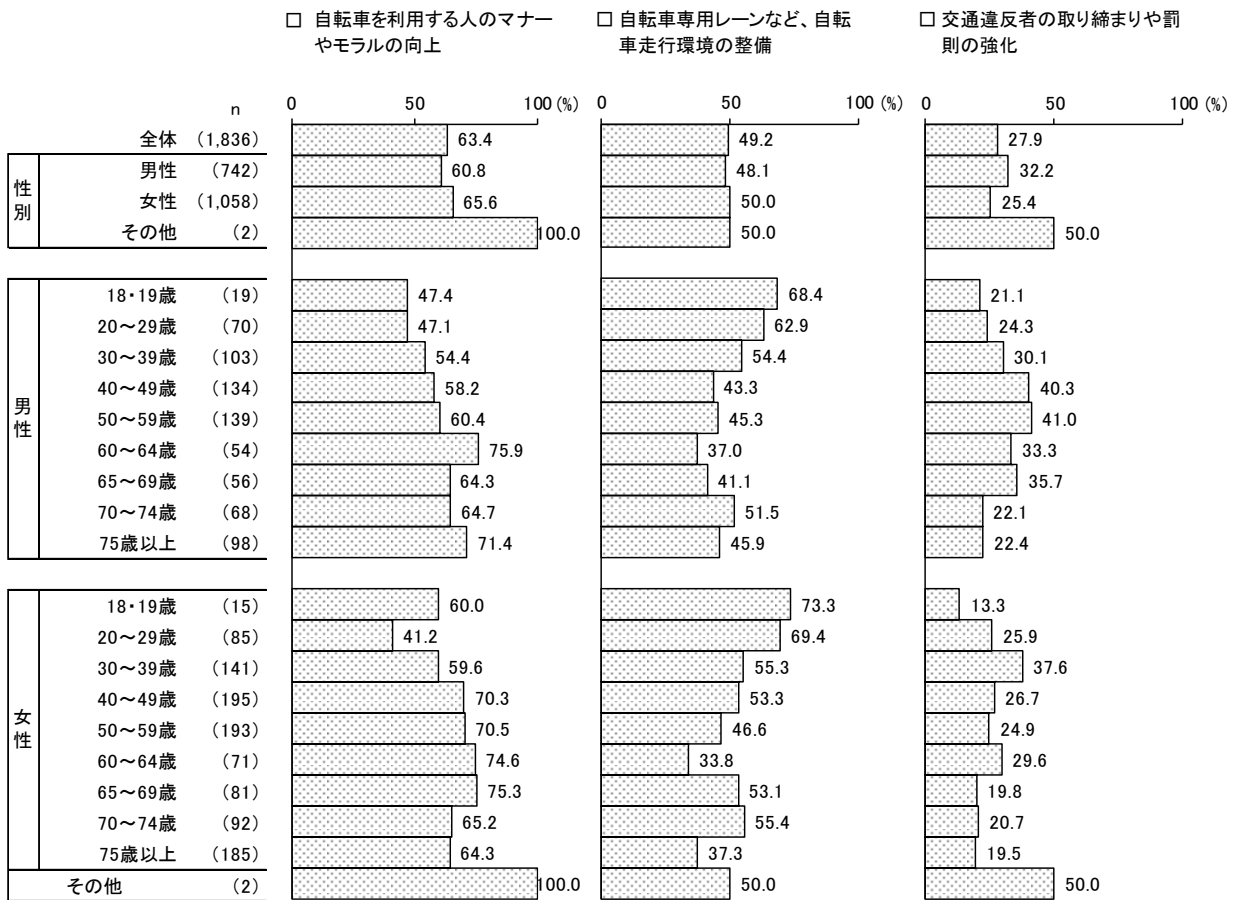 □ 自転車を利用する人のマナー
やモラルの向上
□ 自転車専用レーンなど、自転
車走行環境の整備
□ 交通違反者の取り締まりや罰
則の強化
n 0 50 100 (%) 0 50 100 (%) 0 50 100 (%)
全体 (1,836) 63.4 49.2 27.9
性別
男性 (742) 60.8 48.1 32.2
女性 (1,058) 65.6 50.0 25.4
その他 (2) 100.0 50.0 50.0
男性
18・19歳 (19) 47.4 68.4 21.1
20～29歳 (70) 47.1 62.9 24.3
30～39歳 (103) 54.4 54.4 30.1
40～49歳 (134) 58.2 43.3 40.3
50～59歳 (139) 60.4 45.3 41.0
60～64歳 (54) 75.9 37.0 33.3
65～69歳 (56) 64.3 41.1 35.7
70～74歳 (68) 64.7 51.5 22.1
75歳以上 (98) 71.4 45.9 22.4
女性
18・19歳 (15) 60.0 73.3 13.3
20～29歳 (85) 41.2 69.4 25.9
30～39歳 (141) 59.6 55.3 37.6
40～49歳 (195) 70.3 53.3 26.7
50～59歳 (193) 70.5 46.6 24.9
60～64歳 (71) 74.6 33.8 29.6
65～69歳 (81) 75.3 53.1 19.8
70～74歳 (92) 65.2 55.4 20.7
75歳以上 (185) 64.3 37.3 19.5
その他 (2) 100.0 50.0 50.0